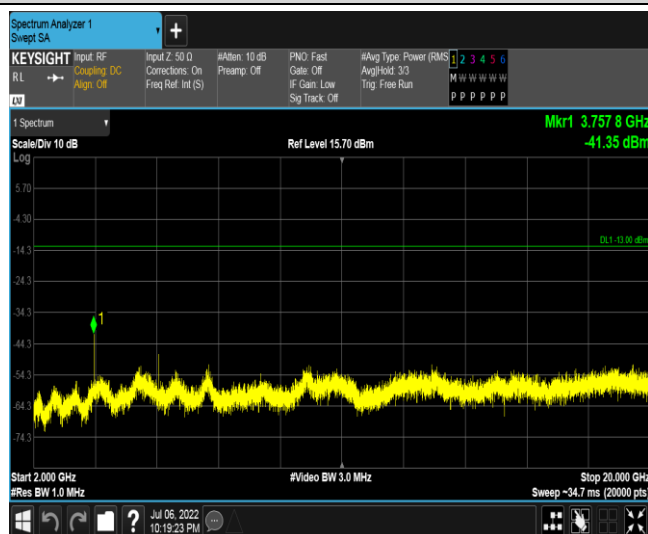 Spectrum Analyzer 1
Swept SA
+
KEYSIGHT
RL
LXI
Input: RF
Coupling: DC
Align: Off
Input Z: 50 Ω
Corrections: On
Freq Ref: Int (S)
#Atten: 10 dB
Preamp: Off
PNO: Fast
Gate: Off
IF Gain: Low
Sig Track: Off
#Avg Type: Power (RMS
Avg|Hold: 3/3
Trig: Free Run
1 2 3 4 5 6
M W W W W W
P P P P P P
1 Spectrum
Scale/Div 10 dB
Ref Level 15.70 dBm
Mkr1 3.757 8 GHz
-41.35 dBm
Log
5.70
-4.30
DL1 -13.00 dBm
-14.3
-24.3
-34.3
1
-44.3
-54.3
-64.3
-74.3
Start 2.000 GHz
#Video BW 3.0 MHz
Stop 20.000 GHz
#Res BW 1.0 MHz
Sweep ~34.7 ms (20000 pts)
?
Jul 06, 2022
10:19:23 PM